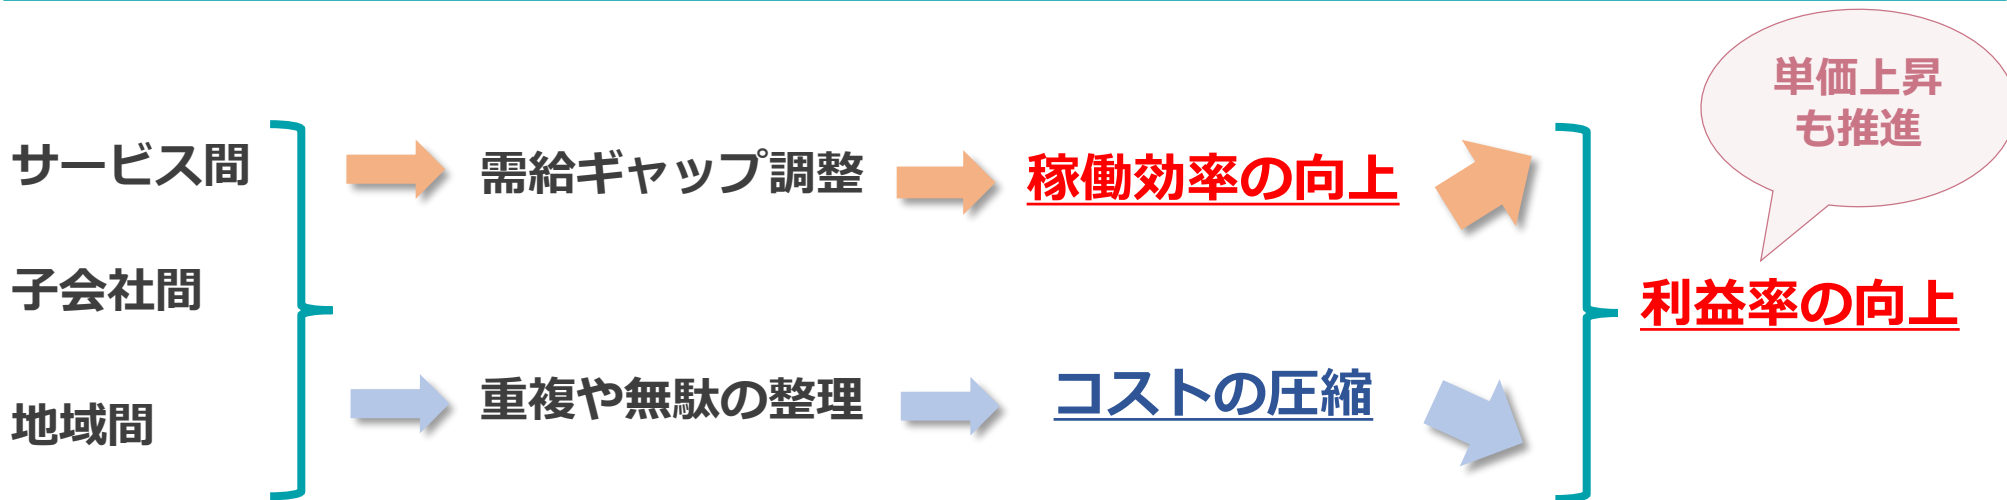 単価上昇
も推進
サービス間
需給ギャップ調整
稼働効率の向上
子会社間
利益率の向上
地域間
重複や無駄の整理
コストの圧縮